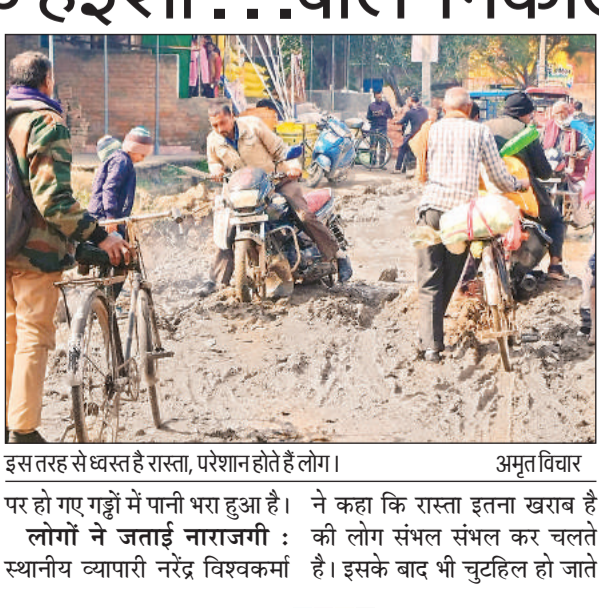 हइसा...बोल निकाल
इस तरह से ध्वस्त है रास्ता, परेशान होते हैं लोग।
अमृत विचार
पर हो गए गड्ढों में पानी भरा हुआ है।
लोगों ने जताई नाराजगी :
स्थानीय व्यापारी नरेंद्र विश्वकर्मा
ने कहा कि रास्ता इतना खराब है
की लोग संभल संभल कर चलते
है। इसके बाद भी चुटहिल हो जाते